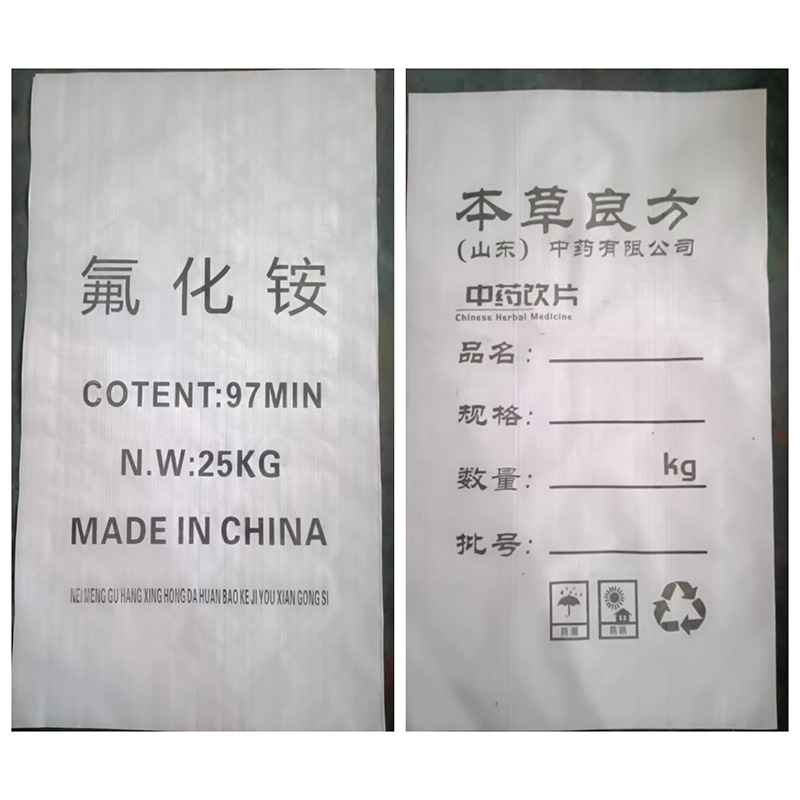 氟化铵
COTENT:97MIN
N.W:25KG
MADE IN CHINA
NEI MENG GU HANG XING HONG DA HUAN BAO KE JI YOU XIAN GONG SI
本草良方
(山东) 中药有限公司
中药饮片
Chinese Herbal Medicine
品名:
规格:
数量: kg
批号:
防潮 防晒